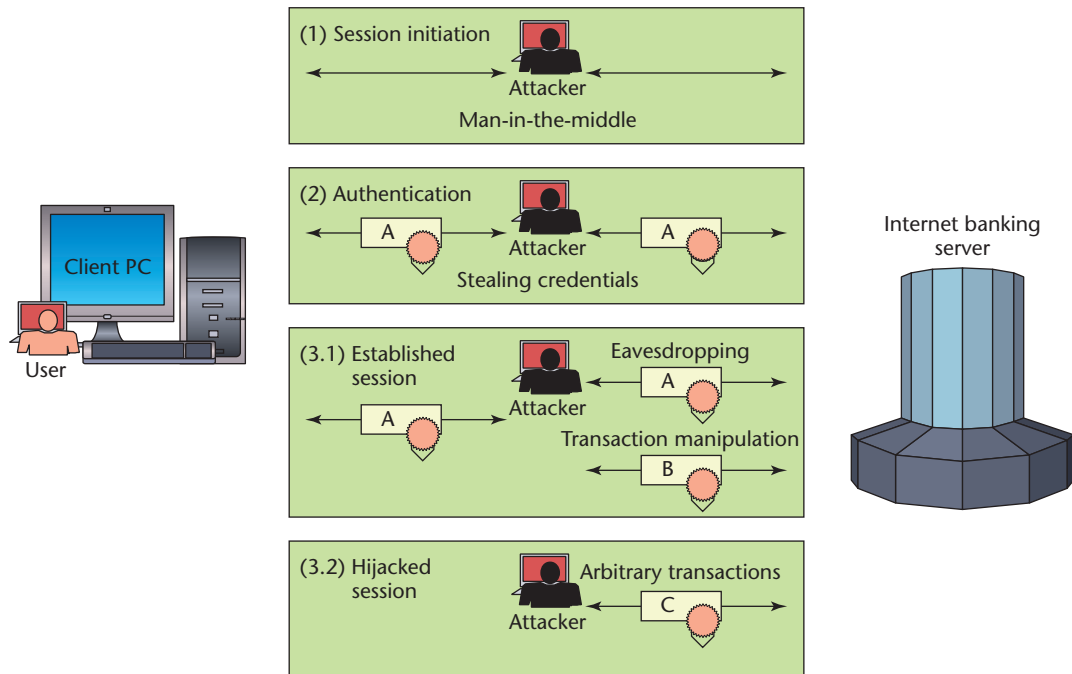 (1) Session initiation
Attacker
Man-in-the-middle
(2) Authentication
A
Attacker
A
Stealing credentials
Client PC
User
Internet banking
server
(3.1) Established
session
Eavesdropping
A
Attacker
A
Transaction manipulation
B
(3.2) Hijacked
session
Arbitrary transactions
C
Attacker